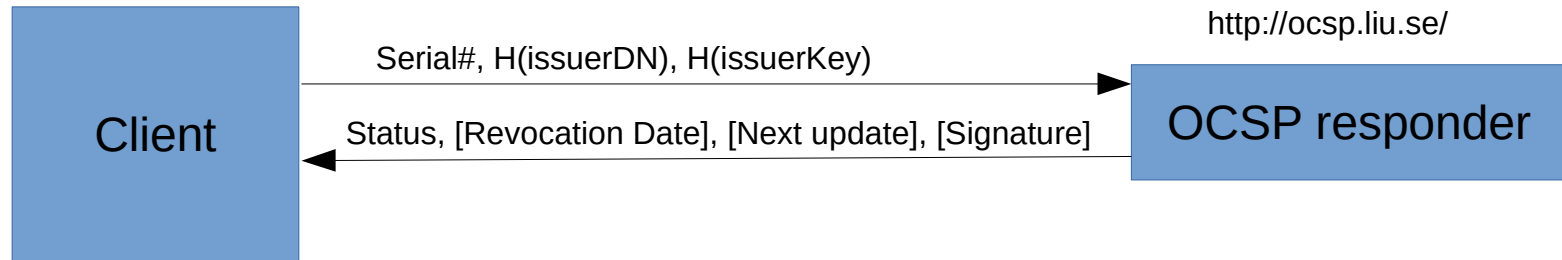 http://ocsp.liu.se/
Serial#, H(issuerDN), H(issuerKey)
Client
Status, [Revocation Date], [Next update], [Signature]
OCSP responder